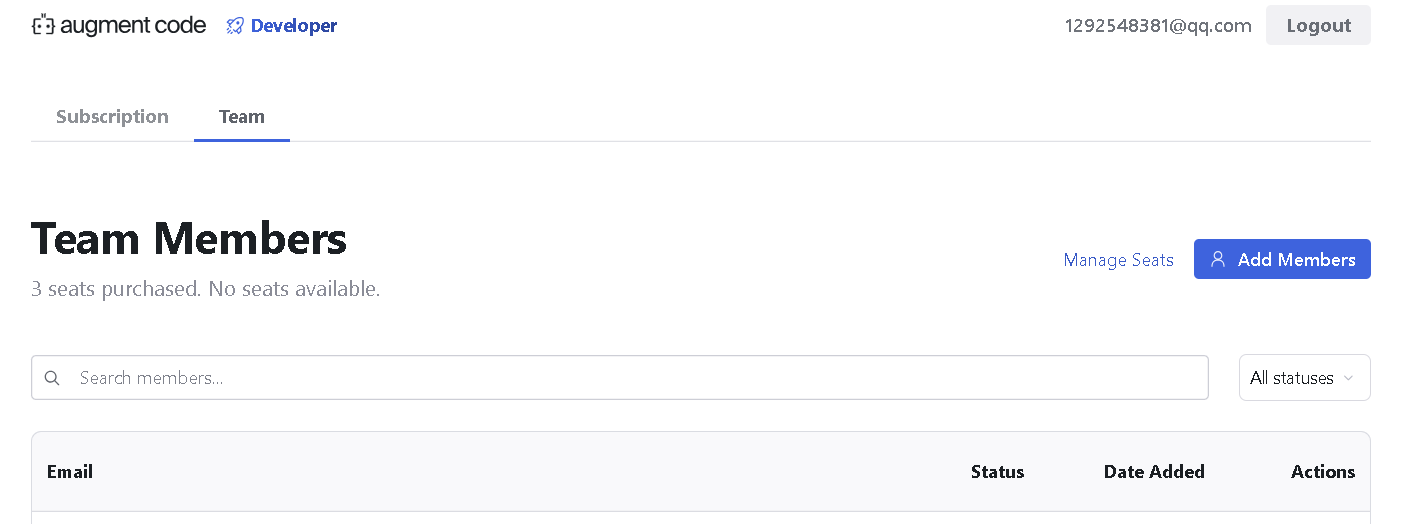 augment code Developer 1292548381@qq.com Logout
Subscription Team
Team Members
Manage Seats Add Members
3 seats purchased. No seats available.
Search members... All statuses
Email Status Date Added Actions